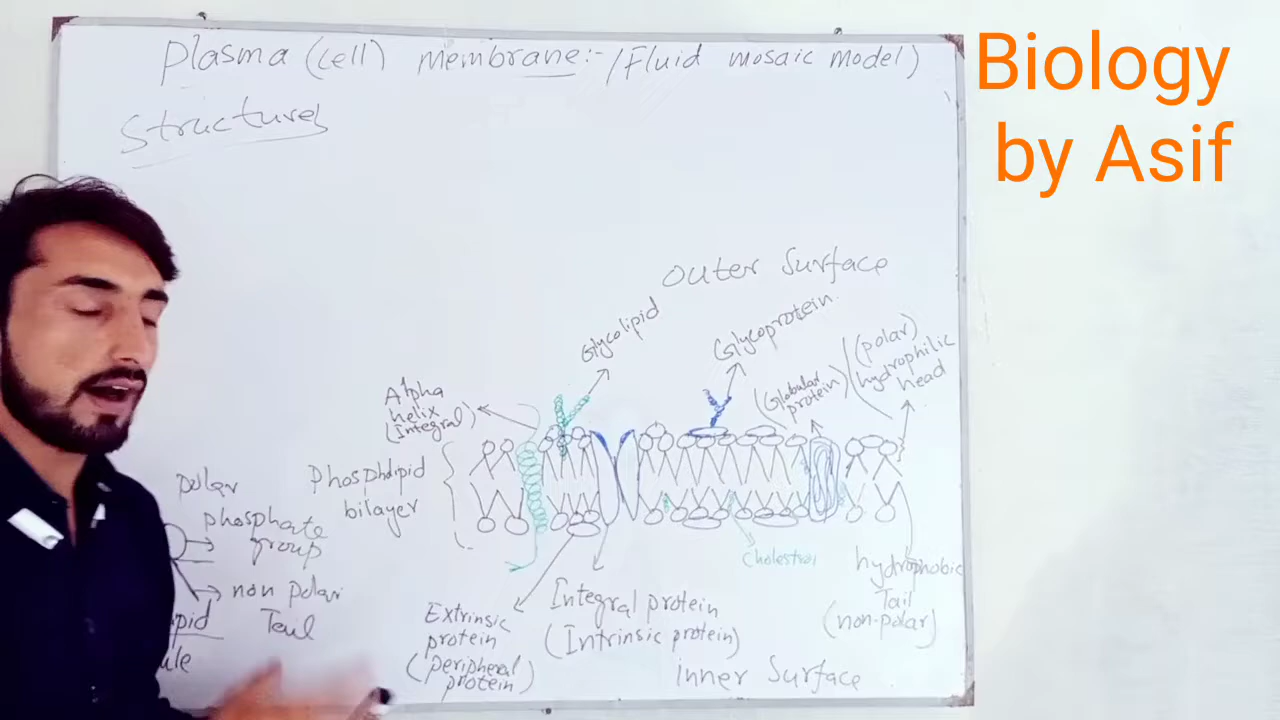 Plasma (cell) membrane:- (Fluid mosaic model)
Structure
Biology
by Asif
outer surface
Glycolipid
Glycoprotein
(polar)
hydrophilic
head
(Globular
protein)
Alpha
helix
(Integral)
Phospholipid
bilayer
polar
phosphate
group
non polar
Tail
pid
ule
Cholestrol
hydrophobic
Tail
(non-polar)
Extrinsic
protein
(peripheral
protein)
Integral protein
(Intrinsic protein)
inner surface